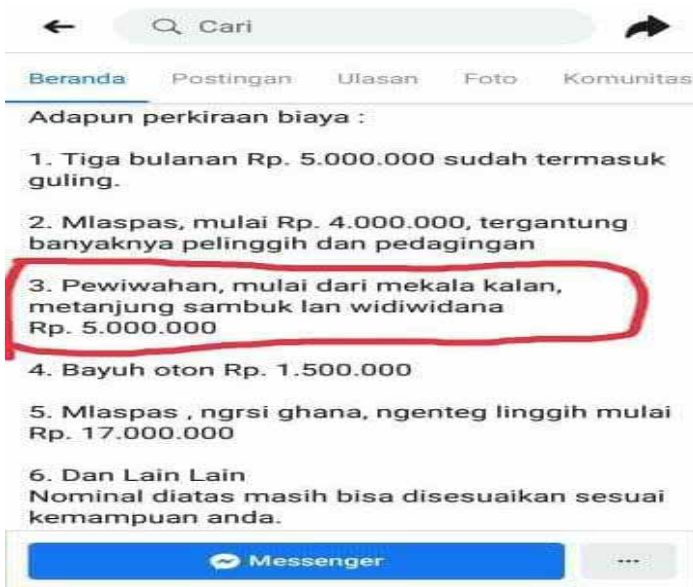 Cari
Beranda Postingan Ulasan Foto Komunitas
Adapun perkiraan biaya :
1. Tiga bulanan Rp. 5.000.000 sudah termasuk
guling.
2. Mlaspas, mulai Rp. 4.000.000, tergantung
banyaknya pelinggih dan pedagingan
3. Pewiwahan, mulai dari mekala kalan,
metanjung sambuk lan widiwidana
Rp. 5.000.000
4. Bayuh oton Rp. 1.500.000
5. Mlaspas , ngrsi ghana, ngenteg linggih mulai
Rp. 17.000.000
6. Dan Lain Lain
Nominal diatas masih bisa disesuaikan sesuai
kemampuan anda.
Messenger